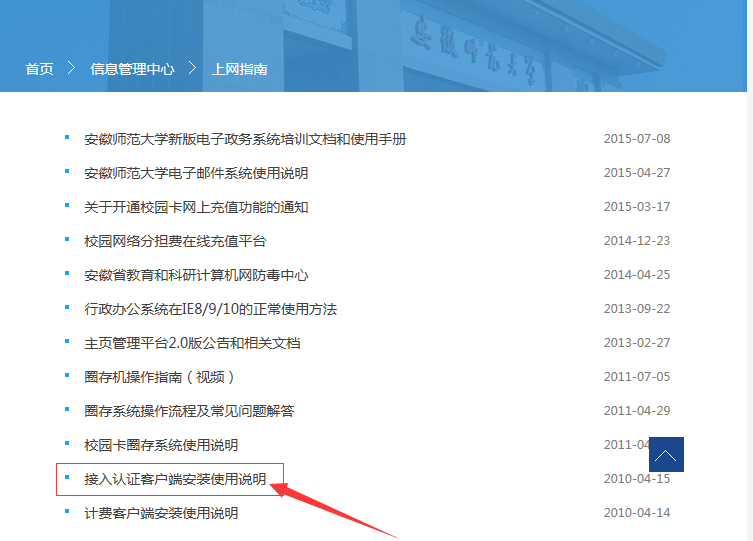 安徽师范大学
首页 > 信息管理中心 > 上网指南
安徽师范大学新版电子政务系统培训文档和使用手册 2015-07-08
安徽师范大学电子邮件系统使用说明 2015-04-27
关于开通校园卡网上充值功能的通知 2015-03-17
校园网络分担费在线充值平台 2014-12-23
安徽省教育和科研计算机网防毒中心 2014-04-25
行政办公系统在IE8/9/10的正常使用方法 2013-09-22
主页管理平台2.0版公告和相关文档 2013-02-27
圈存机操作指南（视频） 2011-07-05
圈存系统操作流程及常见问题解答 2011-04-29
校园卡圈存系统使用说明 2011-04
接入认证客户端安装使用说明 2010-04-15
计费客户端安装使用说明 2010-04-14